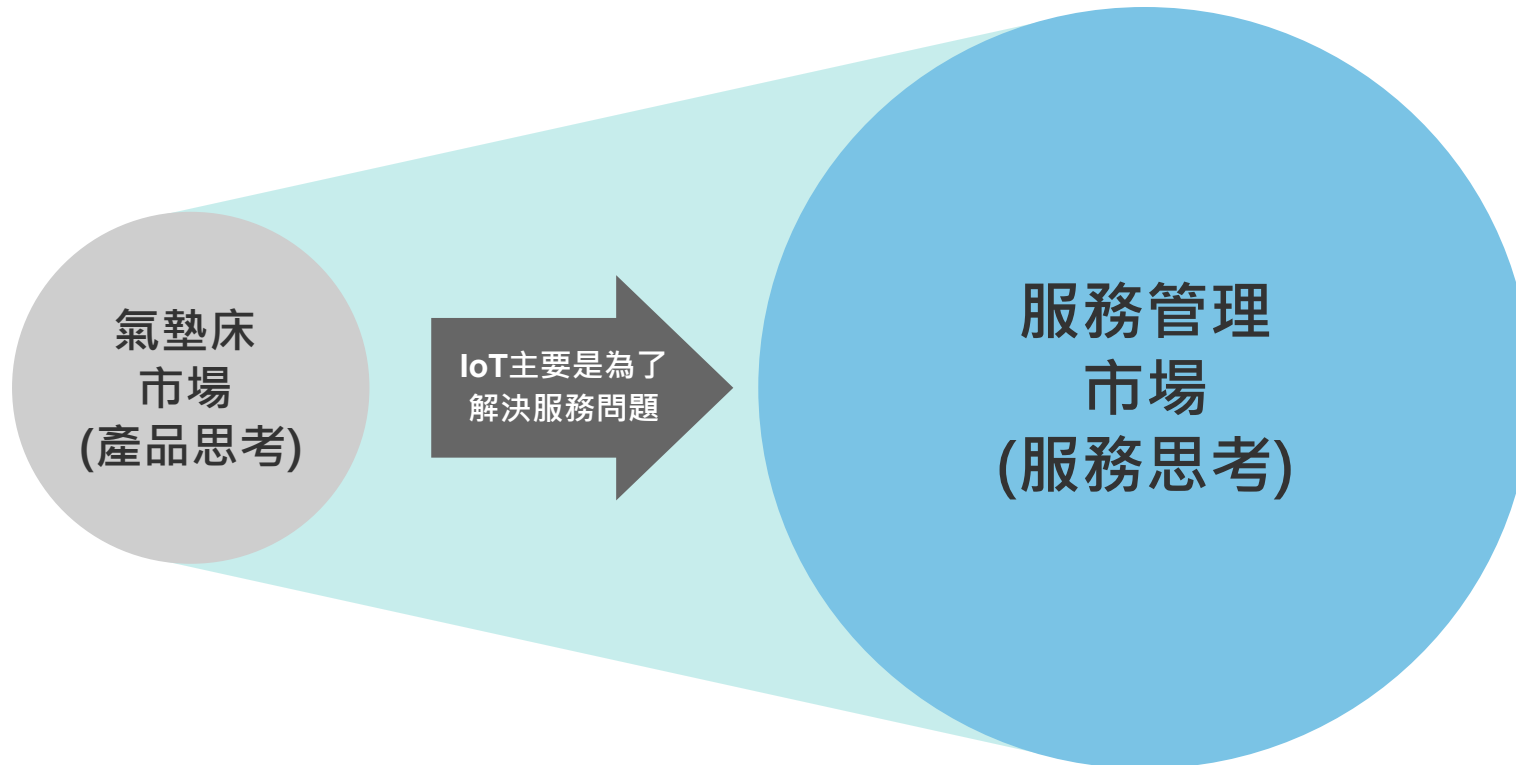 氣墊床
市場
(產品思考)
IoT主要是為了
解決服務問題
服務管理
市場
(服務思考)